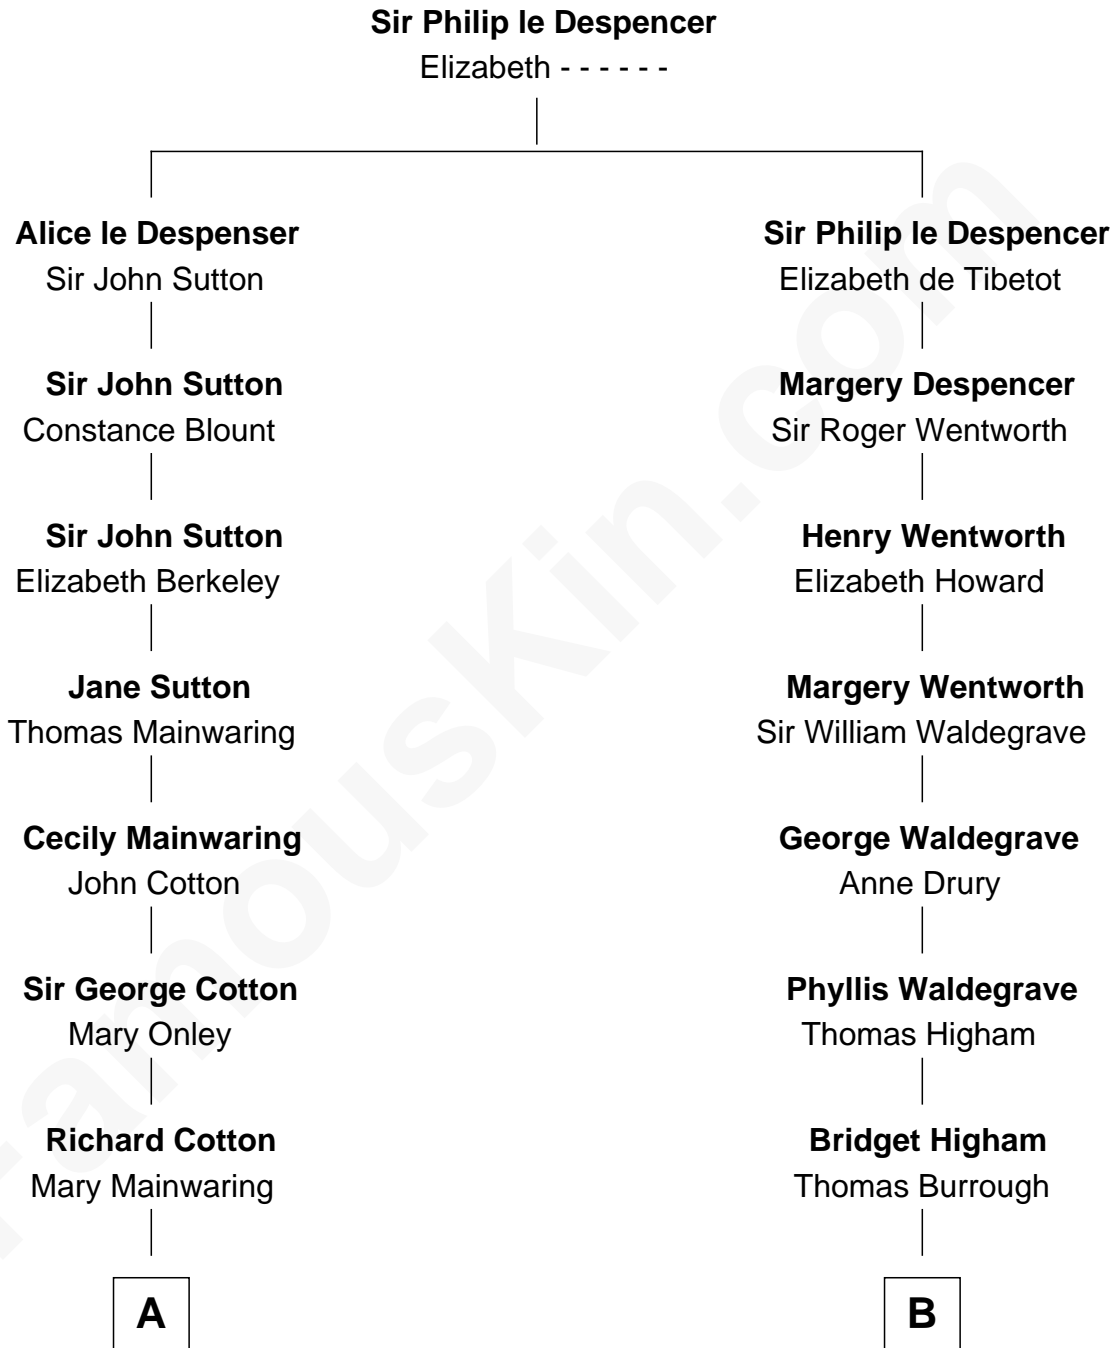 Sir Philip le Despencer
Elizabeth - - - - - -
Alice le Despenser
Sir John Sutton
Sir Philip le Despencer
Elizabeth de Tibetot
Sir John Sutton
Constance Blount
Margery Despencer
Sir Roger Wentworth
Sir John Sutton
Elizabeth Berkeley
Henry Wentworth
Elizabeth Howard
Jane Sutton
Thomas Mainwaring
Margery Wentworth
Sir William Waldegrave
Cecily Mainwaring
John Cotton
George Waldegrave
Anne Drury
Sir George Cotton
Mary Onley
Phyllis Waldegrave
Thomas Higham
Richard Cotton
Mary Mainwaring
Bridget Higham
Thomas Burrough
A
B
FamousKin.com